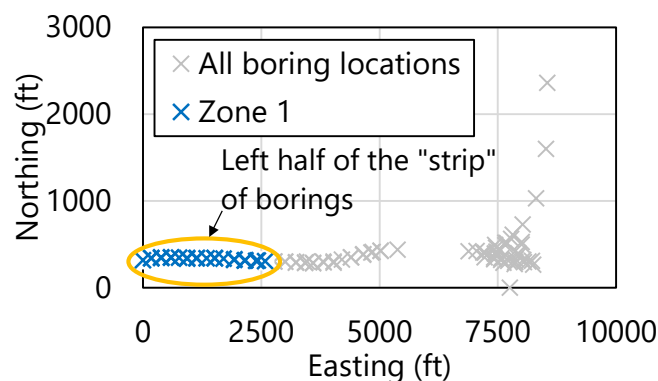 3000
2000
1000
0
Northing (ft)
All boring locations
Zone 1
Left half of the "strip"
of borings
0 2500 5000 7500 10000
Easting (ft)